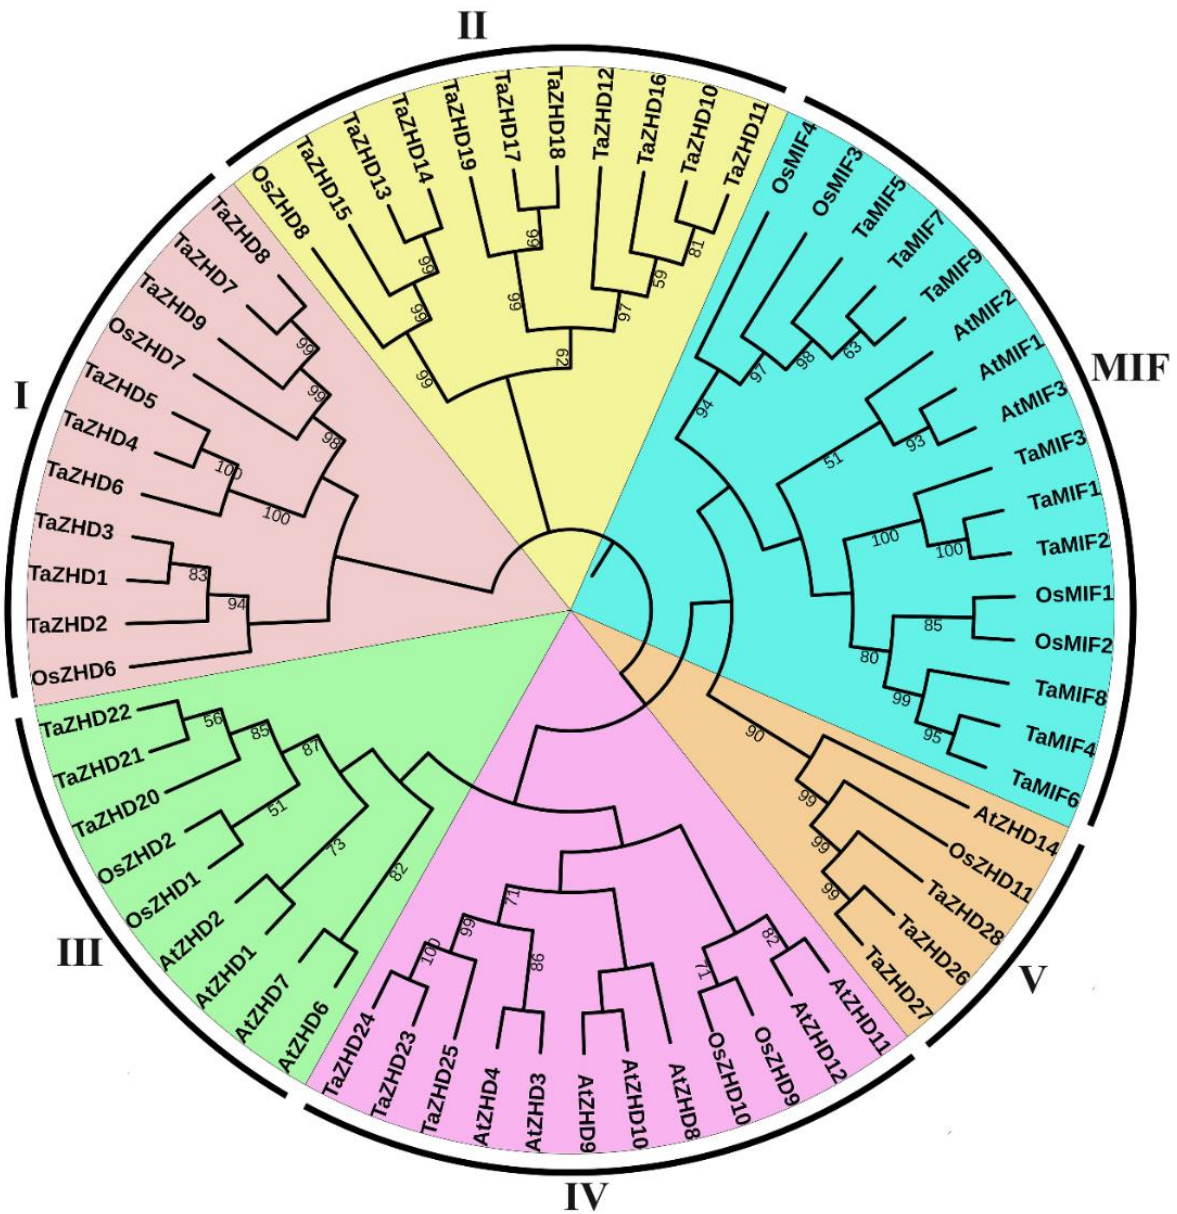 II
TaZHD12
TaZHD16
TaZHD10
TaZHD11
OsMIF4
OsMIF3
TaMIF5
TaMIF7
TaMIF9
AtMIF2
AtMIF1
AtMIF3
TaMIF3
TaMIF1
TaMIF2
OsMIF1
OsMIF2
TaMIF8
TaMIF4
TaMIF6
MIF
AtZHD14
OsZHD11
TaZHD28
TaZHD26
TaZHD27
V
AtZHD11
AtZHD12
OsZHD9
OsZHD10
AtZHD8
AtZHD10
AtZHD9
AtZHD3
AtZHD4
TaZHD25
TaZHD23
TaZHD24
IV
AtZHD6
AtZHD7
AtZHD1
AtZHD2
OsZHD1
OsZHD2
TaZHD20
TaZHD21
TaZHD22
III
OsZHD6
TaZHD2
TaZHD1
TaZHD3
TaZHD6
TaZHD4
TaZHD5
OsZHD7
TaZHD9
TaZHD7
TaZHD8
I
OsZHD8
TaZHD15
TaZHD13
TaZHD14
TaZHD19
TaZHD17
TaZHD18
99
99
99
99
99
62
97
59
81
94
97
98
63
51
93
100
100
85
80
99
95
90
99
99
99
82
71
71
86
99
100
82
73
51
87
85
56
94
83
100
100
98
99
99